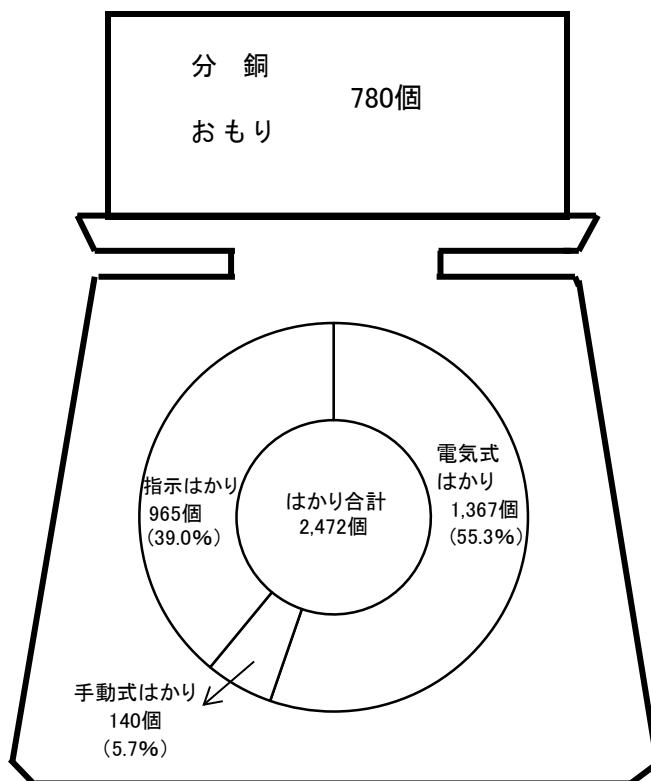 分 銅
780個
おもり
電気式
はかり
1,367個
(55.3%)
指示はかり
965個
(39.0%)
はかり合計
2,472個
手動式はかり
140個
(5.7%)